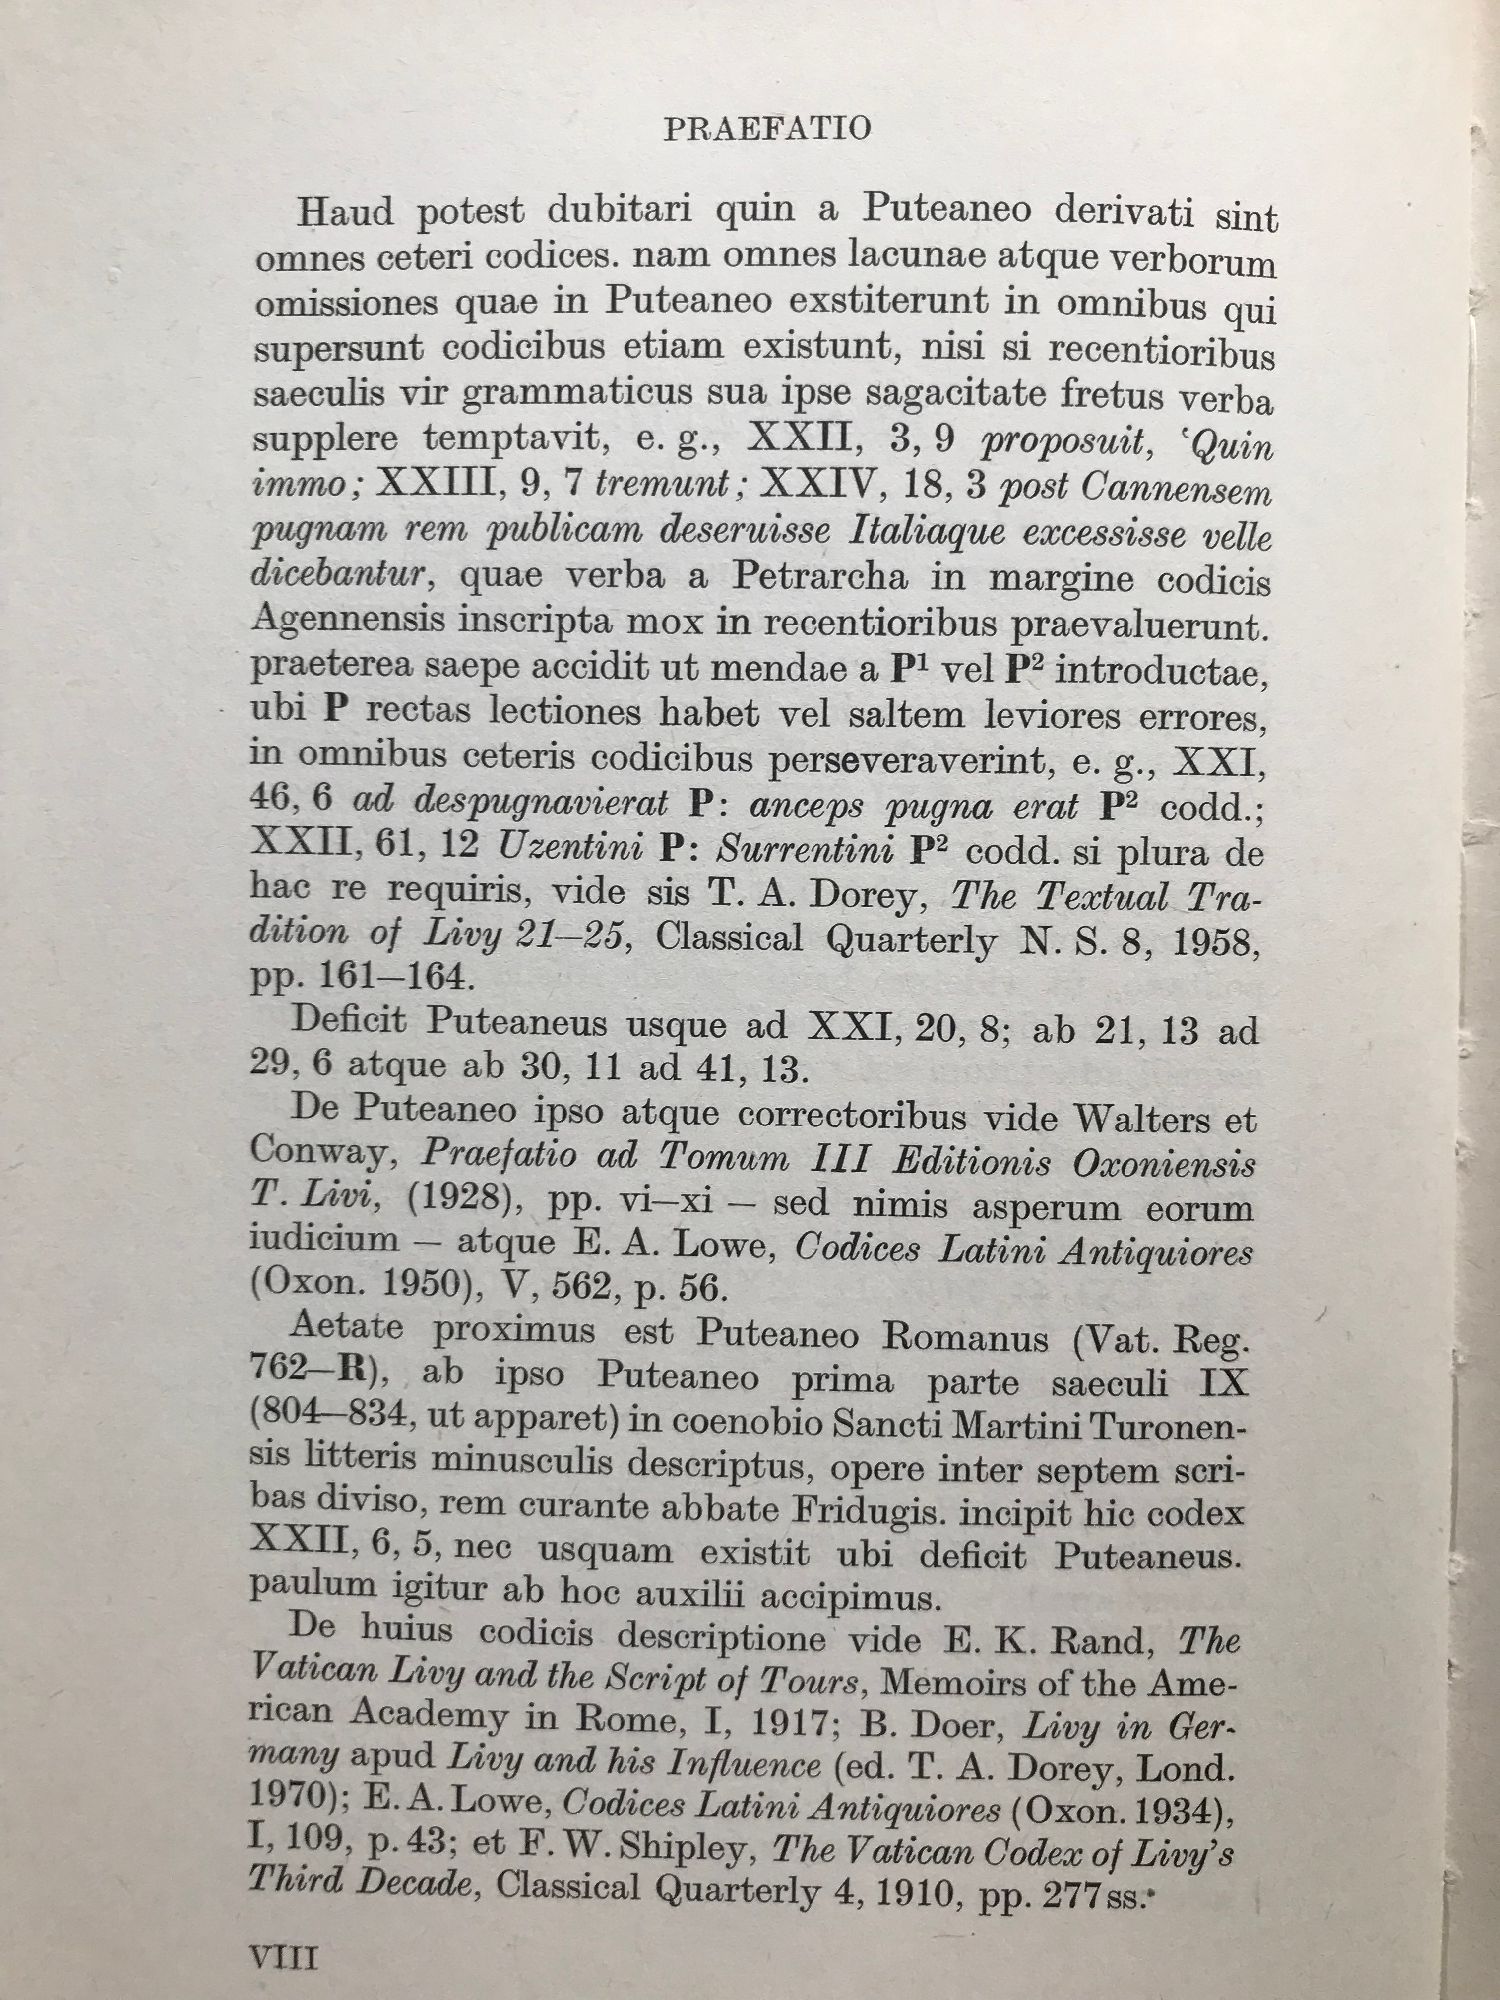 PRAEFATIO
Haud potest dubitari quin a Puteaneo derivati sint
omnes ceteri codices. nam omnes lacunae atque verborum
omissiones quae in Puteaneo exstiterunt in omnibus qui
supersunt codicibus etiam existunt, nisi si recentioribus
saeculis vir grammaticus sua ipse sagacitate fretus verba
supplere temptavit, e. g., XXII, 3, 9 proposuit, ‘Quin
immo; XXIII, 9, 7 tremunt; XXIV, 18, 3 post Cannensem
pugnam rem publicam deseruisse Italiaque excessisse velle
dicebantur, quae verba a Petrarcha in margine codicis
Agennensis inscripta mox in recentioribus praevaluerunt.
praeterea saepe accidit ut mendae a P¹ vel P² introductae,
ubi P rectas lectiones habet vel saltem leviores errores,
in omnibus ceteris codicibus perseveraverint, e. g., XXI,
46, 6 ad despugnavierat P: anceps pugna erat P² codd.;
XXII, 61, 12 Uzentini P: Surrentini P² codd. si plura de
hac re requiris, vide sis T. A. Dorey, The Textual Tra-
dition of Livy 21–25, Classical Quarterly N. S. 8, 1958,
pp. 161–164.
Deficit Puteaneus usque ad XXI, 20, 8; ab 21, 13 ad
29, 6 atque ab 30, 11 ad 41, 13.
De Puteaneo ipso atque correctoribus vide Walters et
Conway, Praefatio ad Tomum III Editionis Oxoniensis
T. Livi, (1928), pp. vi–xi – sed nimis asperum eorum
iudicium – atque E. A. Lowe, Codices Latini Antiquiores
(Oxon. 1950), V, 562, p. 56.
Aetate proximus est Puteaneo Romanus (Vat. Reg.
762–R), ab ipso Puteaneo prima parte saeculi IX
(804–834, ut apparet) in coenobio Sancti Martini Turonen-
sis litteris minusculis descriptus, opere inter septem scri-
bas diviso, rem curante abbate Fridugis. incipit hic codex
XXII, 6, 5, nec usquam existit ubi deficit Puteaneus.
paulum igitur ab hoc auxilii accipimus.
De huius codicis descriptione vide E. K. Rand, The
Vatican Livy and the Script of Tours, Memoirs of the Ame-
rican Academy in Rome, I, 1917; B. Doer, Livy in Ger-
many apud Livy and his Influence (ed. T. A. Dorey, Lond.
1970); E. A. Lowe, Codices Latini Antiquiores (Oxon. 1934),
I, 109, p. 43; et F. W. Shipley, The Vatican Codex of Livy's
Third Decade, Classical Quarterly 4, 1910, pp. 277 ss.
VIII